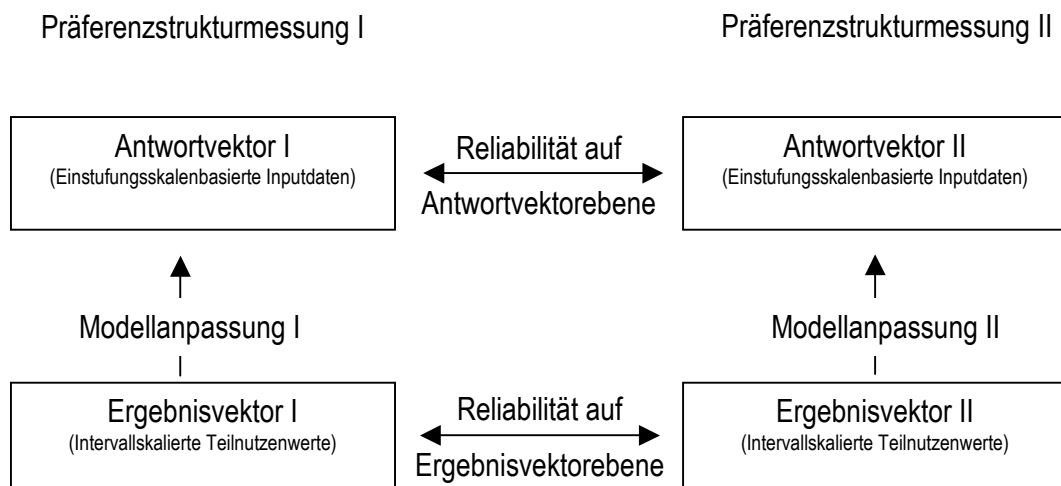 Präferenzstrukturmessung I
Präferenzstrukturmessung II
Antwortvektor I
(Einstufungsskalenbasierte Inputdaten)
Reliabilität auf
Antwortvektorebene
Antwortvektor II
(Einstufungsskalenbasierte Inputdaten)
Modellanpassung I
Modellanpassung II
Ergebnisvektor I
(Intervallskalierte Teilnutzenwerte)
Reliabilität auf
Ergebnisvektorebene
Ergebnisvektor II
(Intervallskalierte Teilnutzenwerte)